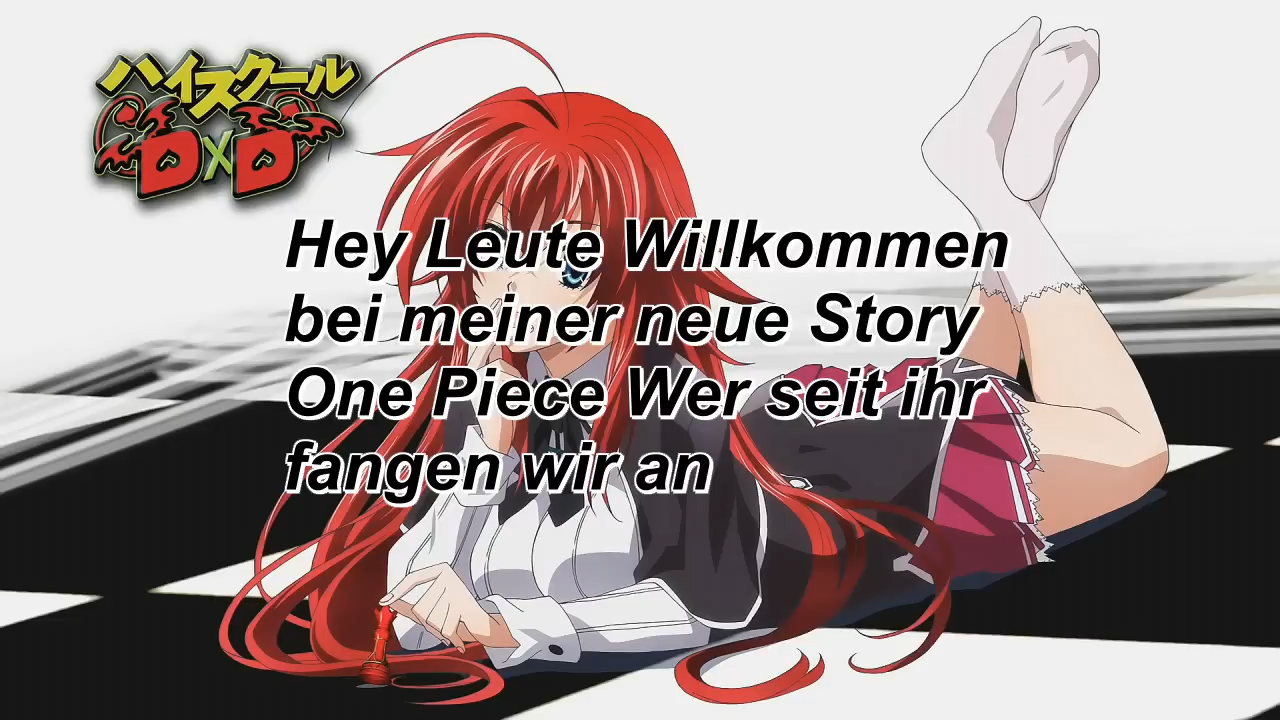 ハイスクール
D×D
Hey Leute Willkommen
bei meiner neue Story
One Piece Wer seit ihr
fangen wir an